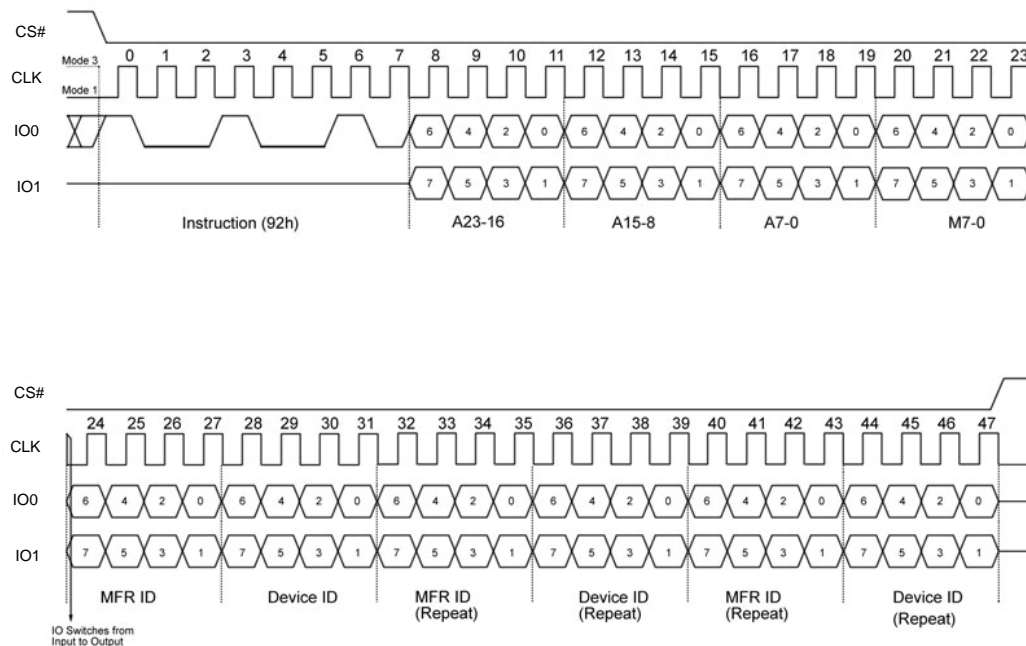 CS#
Mode 3
0 1 2 3 4 5 6 7 8 9 10 11 12 13 14 15 16 17 18 19 20 21 22 23
CLK
Mode 1
IO0
6 4 2 0 6 4 2 0 6 4 2 0 6 4 2 0
IO1
7 5 3 1 7 5 3 1 7 5 3 1 7 5 3 1
Instruction (92h) A23-16 A15-8 A7-0 M7-0
CS#
24 25 26 27 28 29 30 31 32 33 34 35 36 37 38 39 40 41 42 43 44 45 46 47
CLK
IO0
6 4 2 0 6 4 2 0 6 4 2 0 6 4 2 0 6 4 2 0 6 4 2 0
IO1
7 5 3 1 7 5 3 1 7 5 3 1 7 5 3 1 7 5 3 1 7 5 3 1
MFR ID Device ID MFR ID Device ID MFR ID Device ID
(Repeat) (Repeat) (Repeat) (Repeat)
IO Switches from
Input to Output